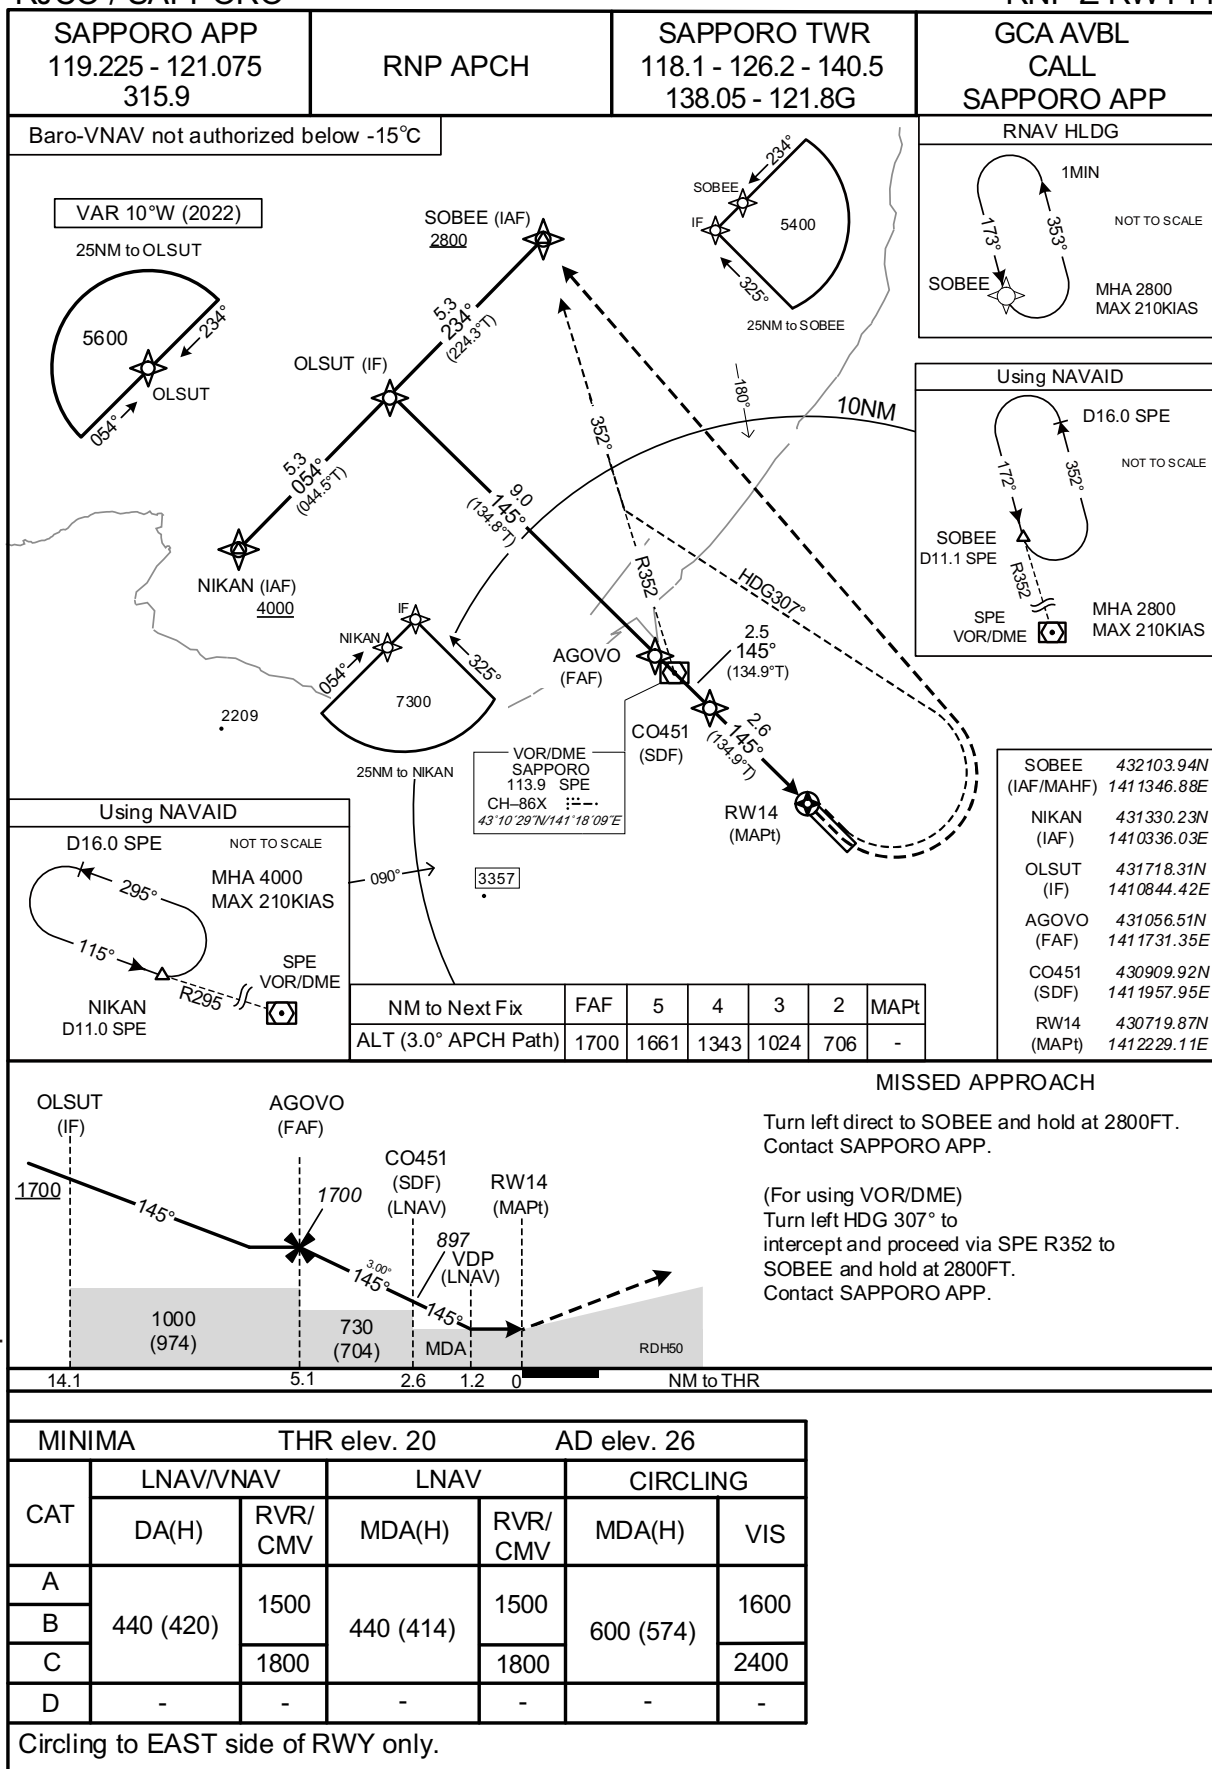 RJCO / SAPPORO
RNP Z RWY14
SAPPORO APP
119.225 - 121.075
315.9
RNP APCH
SAPPORO TWR
118.1 - 126.2 - 140.5
138.05 - 121.8G
GCA AVBL
CALL
SAPPORO APP
Baro-VNAV not authorized below -15°C
VAR 10°W (2022)
25NM to OLSUT
5600
234°
OLSUT
054°
SOBEE (IAF)
2800
5.3
234°
(224.3°T)
OLSUT (IF)
5.3
054°
(044.5°T)
NIKAN (IAF)
4000
9.0
145°
(134.8°T)
234°
SOBEE
IF
5400
325°
25NM to SOBEE
180°
10NM
352°
R352
HDG307°
RNAV HLDG
1MIN
173°
353°
NOT TO SCALE
SOBEE
MHA 2800
MAX 210KIAS
Using NAVAID
D16.0 SPE
172°
352°
NOT TO SCALE
SOBEE
D11.1 SPE
R352
SPE
VOR/DME
MHA 2800
MAX 210KIAS
IF
NIKAN
054°
325°
7300
25NM to NIKAN
2209
AGOVO
(FAF)
2.5
145°
(134.9°T)
CO451
(SDF)
2.6
145°
(134.9°T)
RW14
(MAPt)
VOR/DME
SAPPORO
113.9 SPE
CH–86X
43°10'29"N/141°18'09"E
090°
3357
Using NAVAID
D16.0 SPE
NOT TO SCALE
295°
MHA 4000
MAX 210KIAS
115°
R295
SPE
VOR/DME
NIKAN
D11.0 SPE
SOBEE 432103.94N
(IAF/MAHF) 1411346.88E
NIKAN 431330.23N
(IAF) 1410336.03E
OLSUT 431718.31N
(IF) 1410844.42E
AGOVO 431056.51N
(FAF) 1411731.35E
CO451 430909.92N
(SDF) 1411957.95E
RW14 430719.87N
(MAPt) 1412229.11E
NM to Next Fix FAF 5 4 3 2 MAPt
ALT (3.0° APCH Path) 1700 1661 1343 1024 706 -
OLSUT
(IF)
AGOVO
(FAF)
CO451
(SDF)
(LNAV)
RW14
(MAPt)
1700
145°
1700
3.00°
145°
897
VDP
(LNAV)
145°
1000
(974)
730
(704)
MDA
RDH50
14.1 5.1 2.6 1.2 0 NM to THR
MISSED APPROACH
Turn left direct to SOBEE and hold at 2800FT.
Contact SAPPORO APP.
(For using VOR/DME)
Turn left HDG 307° to
intercept and proceed via SPE R352 to
SOBEE and hold at 2800FT.
Contact SAPPORO APP.
MINIMA THR elev. 20 AD elev. 26
CAT LNAV/VNAV LNAV CIRCLING
DA(H) RVR/CMV MDA(H) RVR/CMV MDA(H) VIS
A
B
440 (420) 1500 440 (414) 1500 600 (574) 1600
C 1800 1800 2400
D - - - - - -
Circling to EAST side of RWY only.